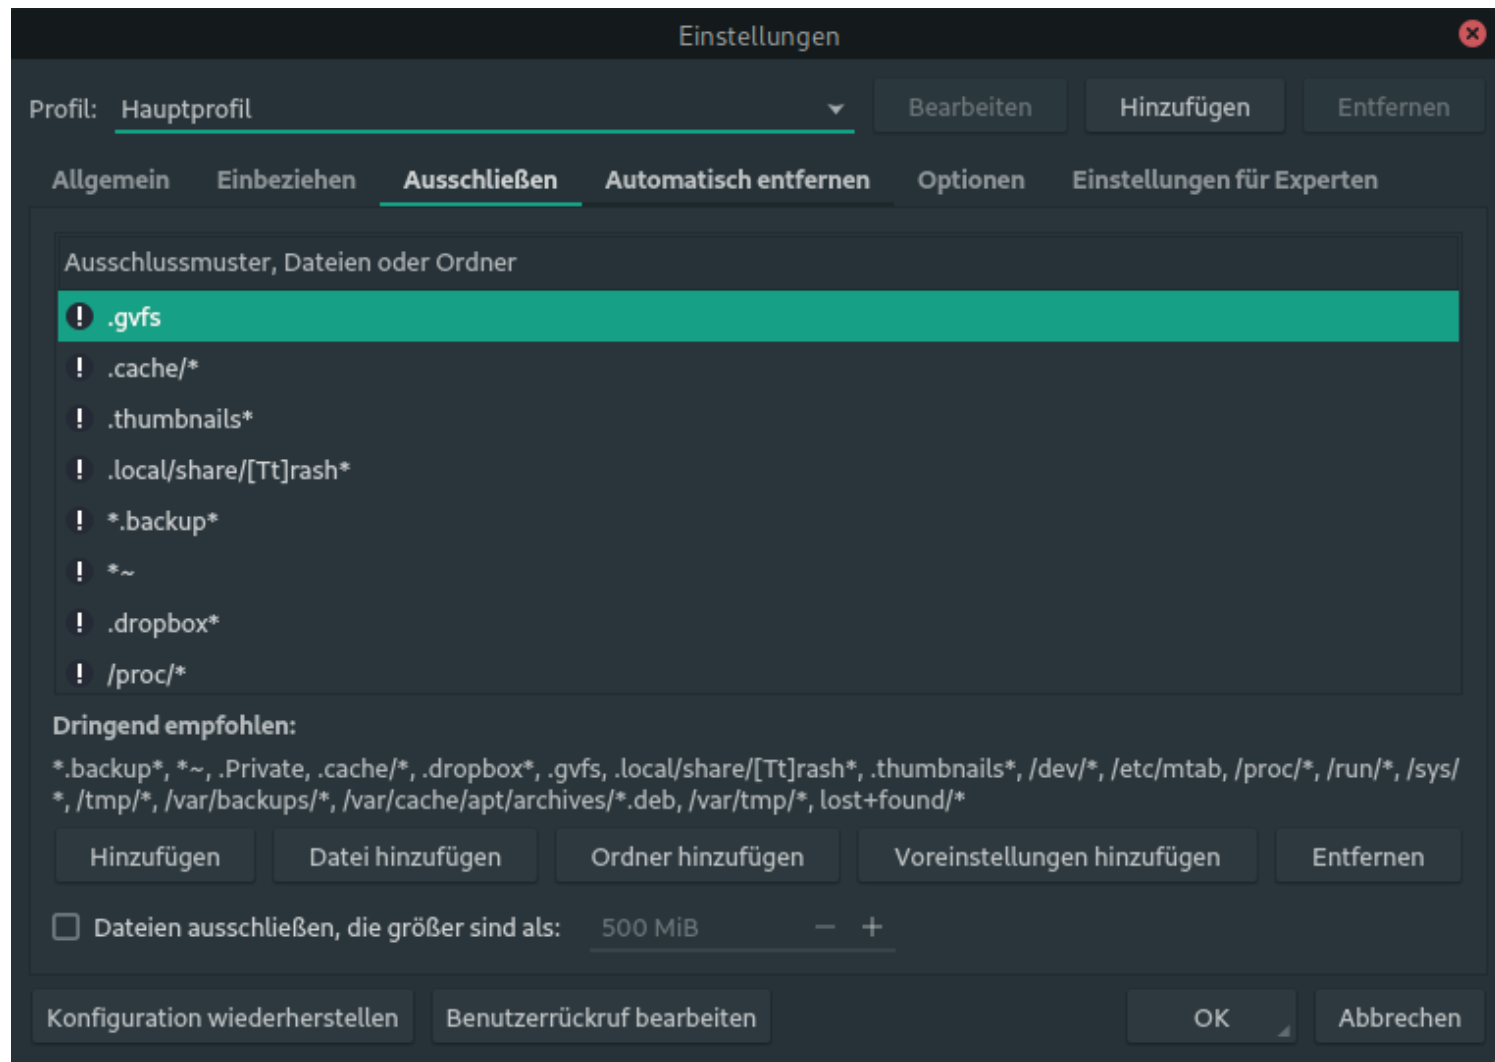 Einstellungen
Profil: Hauptprofil Bearbeiten Hinzufügen Entfernen
Allgemein Einbeziehen Ausschließen Automatisch entfernen Optionen Einstellungen für Experten
Ausschlussmuster, Dateien oder Ordner
.gvfs
.cache/*
.thumbnails*
.local/share/[Tt]rash*
*.backup*
*~
.dropbox*
/proc/*
Dringend empfohlen:
*.backup*, *~, .Private, .cache/*, .dropbox*, .gvfs, .local/share/[Tt]rash*, .thumbnails*, /dev/*, /etc/mtab, /proc/*, /run/*, /sys/
*, /tmp/*, /var/backups/*, /var/cache/apt/archives/*.deb, /var/tmp/*, lost+found/*
Hinzufügen Datei hinzufügen Ordner hinzufügen Voreinstellungen hinzufügen Entfernen
Dateien ausschließen, die größer sind als: 500 MiB − +
Konfiguration wiederherstellen Benutzerrückruf bearbeiten OK Abbrechen